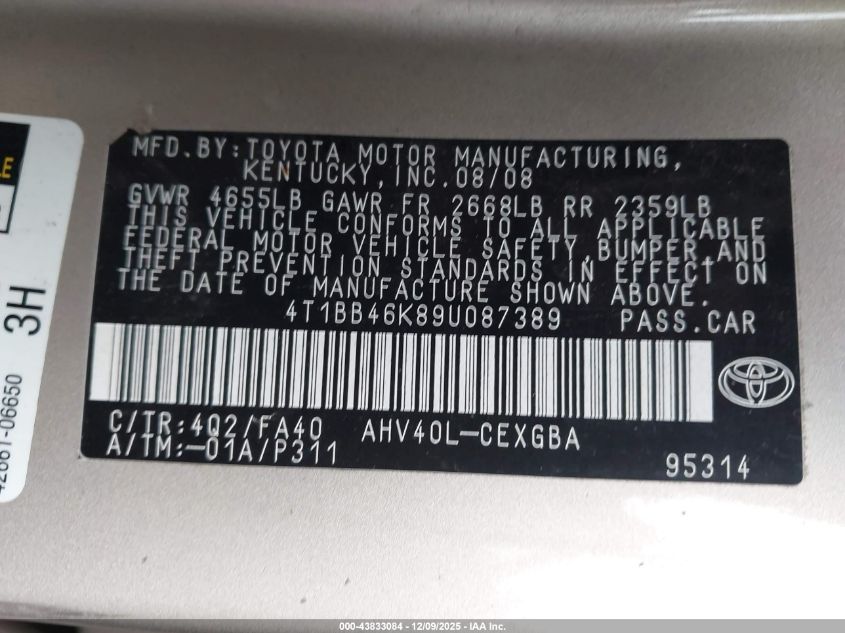 MFD.BY:TOYOTA MOTOR MANUFACTURING,
KENTUCKY,INC.08/08
GVWR 4655LB GAWR FR 2668LB RR 2359LB
THIS VEHICLE CONFORMS TO ALL APPLICABLE
FEDERAL MOTOR VEHICLE SAFETY,BUMPER,AND
THEFT PREVENTION STANDARDS IN EFFECT ON
THE DATE OF MANUFACTURE SHOWN ABOVE.
4T1BB46K89U087389 PASS.CAR
C/TR:4Q2/FA40 AHV40L-CEXGBA
A/TM:-01A/P311 95314
3H
42661-06650
000-43833084 • 12/09/2025 - IAA Inc.